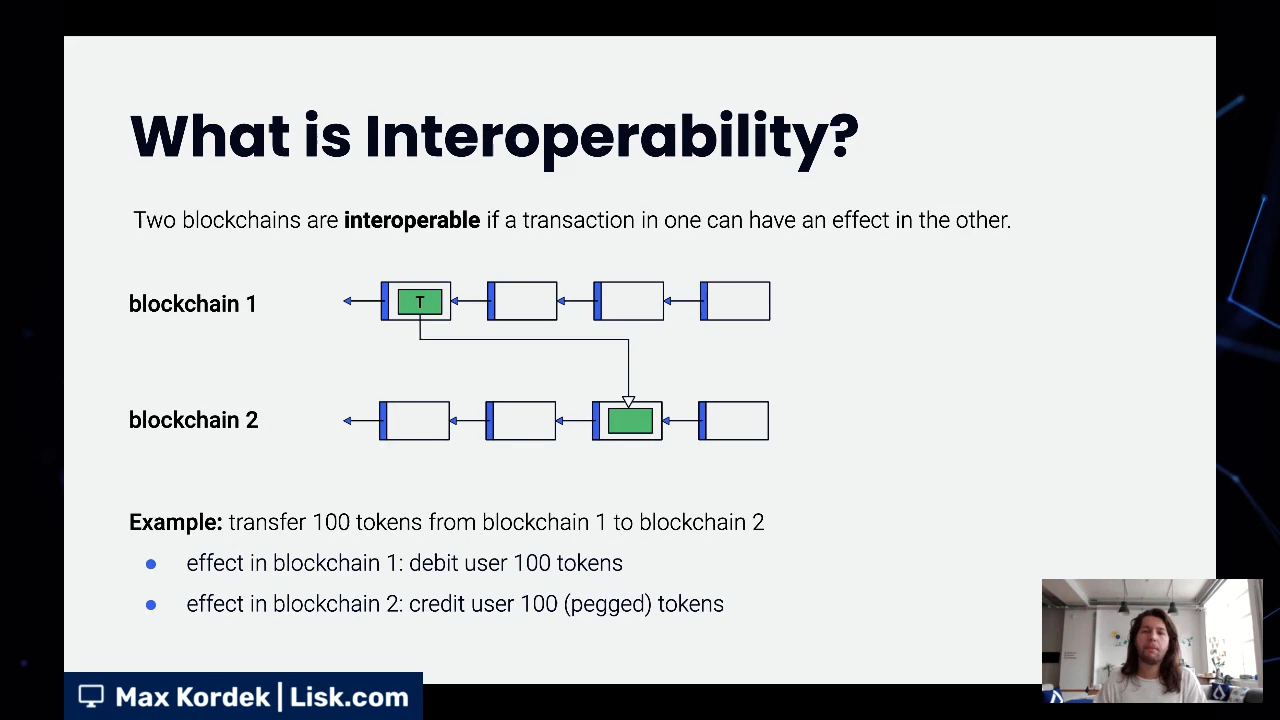 What is Interoperability?
Two blockchains are interoperable if a transaction in one can have an effect in the other.
blockchain 1
T
blockchain 2
Example: transfer 100 tokens from blockchain 1 to blockchain 2
effect in blockchain 1: debit user 100 tokens
effect in blockchain 2: credit user 100 (pegged) tokens
Max Kordek | Lisk.com